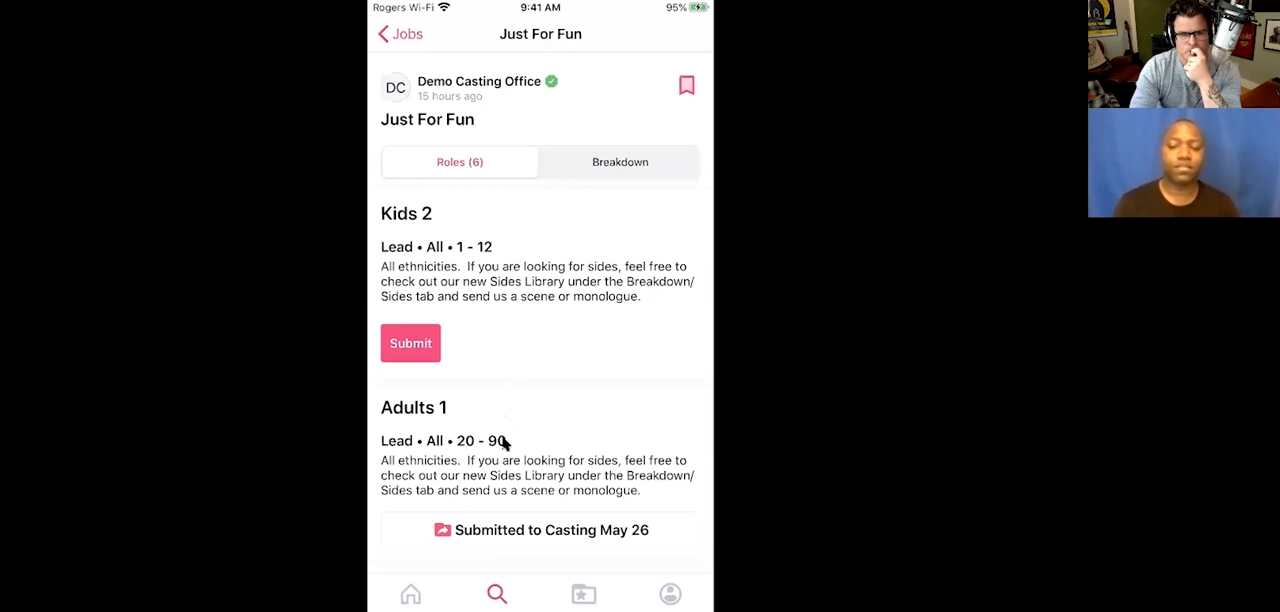 Rogers Wi-Fi 9:41 AM 95%
Jobs Just For Fun
DC Demo Casting Office
15 hours ago
Just For Fun
Roles (6) Breakdown
Kids 2
Lead • All • 1 - 12
All ethnicities. If you are looking for sides, feel free to
check out our new Sides Library under the Breakdown/
Sides tab and send us a scene or monologue.
Submit
Adults 1
Lead • All • 20 - 90
All ethnicities. If you are looking for sides, feel free to
check out our new Sides Library under the Breakdown/
Sides tab and send us a scene or monologue.
Submitted to Casting May 26